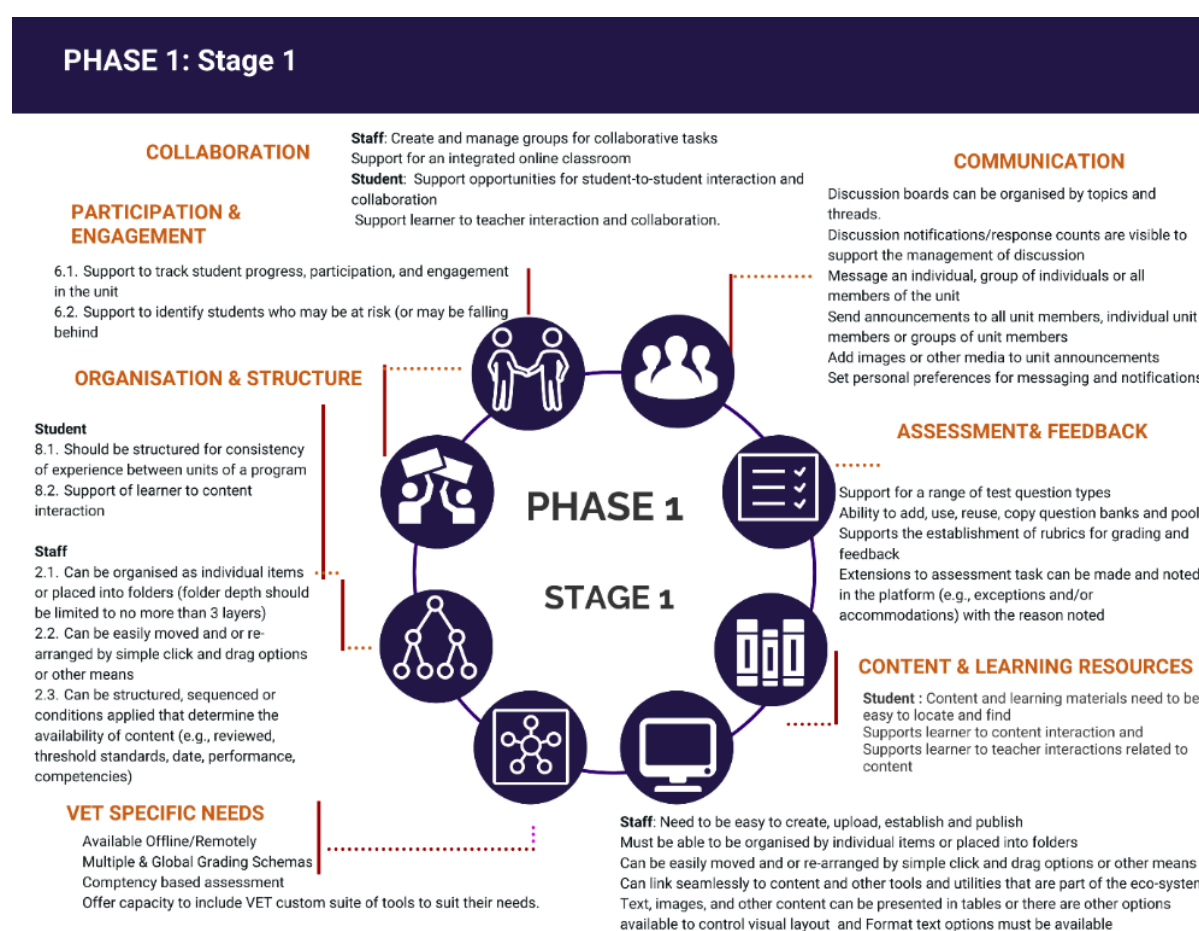 PHASE 1: Stage 1
COLLABORATION
Staff: Create and manage groups for collaborative tasks
Support for an integrated online classroom
Student:  Support opportunities for student-to-student interaction and
collaboration
Support learner to teacher interaction and collaboration.
PARTICIPATION &
ENGAGEMENT
6.1. Support to track student progress, participation, and engagement
in the unit
6.2. Support to identify students who may be at risk (or may be falling
behind
COMMUNICATION
Discussion boards can be organised by topics and
threads.
Discussion notifications/response counts are visible to
support the management of discussion
Message an individual, group of individuals or all
members of the unit
Send announcements to all unit members, individual unit
members or groups of unit members
Add images or other media to unit announcements
Set personal preferences for messaging and notifications
ORGANISATION & STRUCTURE
Student
8.1. Should be structured for consistency
of experience between units of a program
8.2. Support of learner to content
interaction
Staff
2.1. Can be organised as individual items
or placed into folders (folder depth should
be limited to no more than 3 layers)
2.2. Can be easily moved and or re-
arranged by simple click and drag options
or other means
2.3. Can be structured, sequenced or
conditions applied that determine the
availability of content (e.g., reviewed,
threshold standards, date, performance,
competencies)
PHASE 1
STAGE 1
ASSESSMENT& FEEDBACK
Support for a range of test question types
Ability to add, use, reuse, copy question banks and pool
Supports the establishment of rubrics for grading and
feedback
Extensions to assessment task can be made and noted
in the platform (e.g., exceptions and/or
accommodations) with the reason noted
CONTENT & LEARNING RESOURCES
Student : Content and learning materials need to be
easy to locate and find
Supports learner to content interaction and
Supports learner to teacher interactions related to
content
VET SPECIFIC NEEDS
Available Offline/Remotely
Multiple & Global Grading Schemas
Comptency based assessment
Offer capacity to include VET custom suite of tools to suit their needs.
Staff: Need to be easy to create, upload, establish and publish
Must be able to be organised by individual items or placed into folders
Can be easily moved and or re-arranged by simple click and drag options or other means
Can link seamlessly to content and other tools and utilities that are part of the eco-system
Text, images, and other content can be presented in tables or there are other options
available to control visual layout  and Format text options must be available